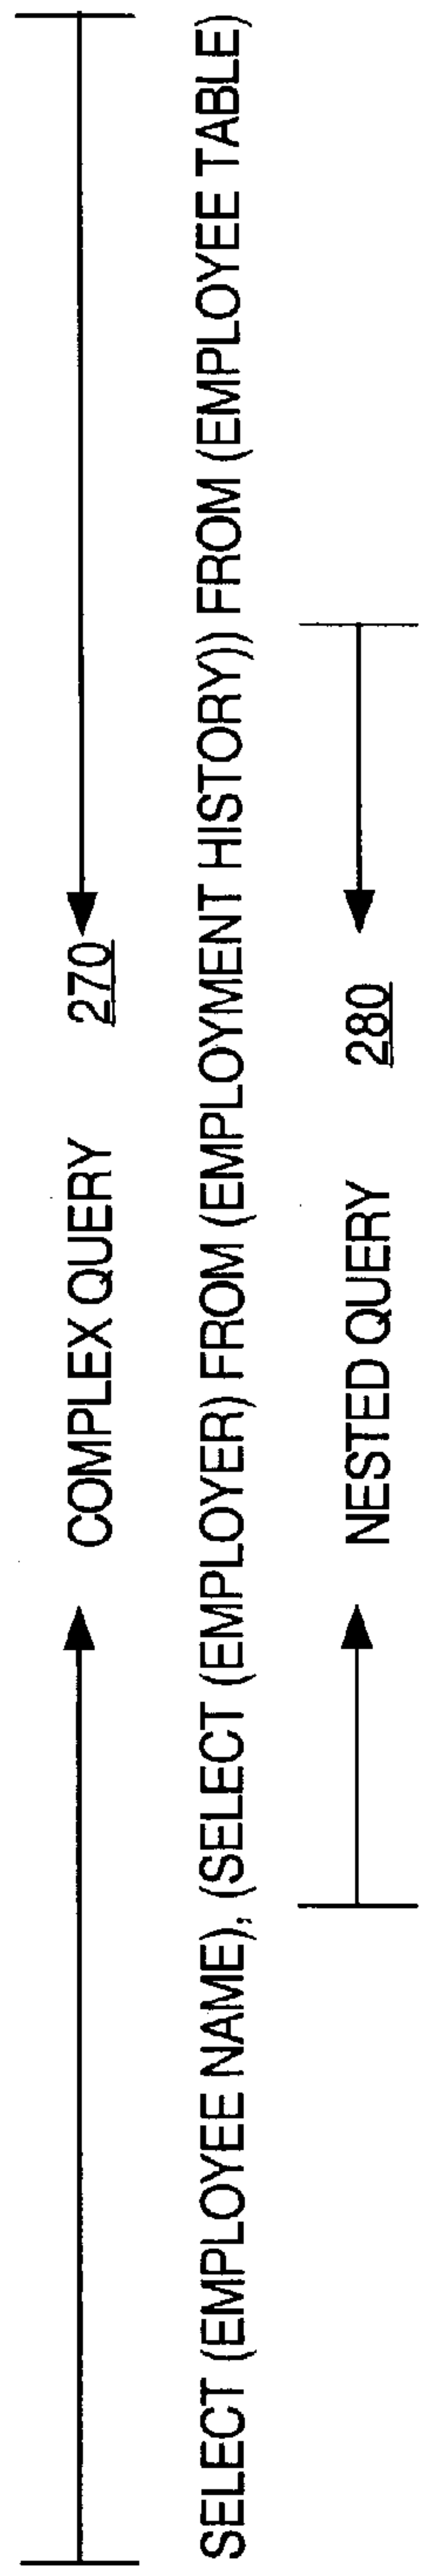 COMPLEX QUERY 270
SELECT (EMPLOYEE NAME), (SELECT (EMPLOYER) FROM (EMPLOYMENT HISTORY)) FROM (EMPLOYEE TABLE)
NESTED QUERY 280